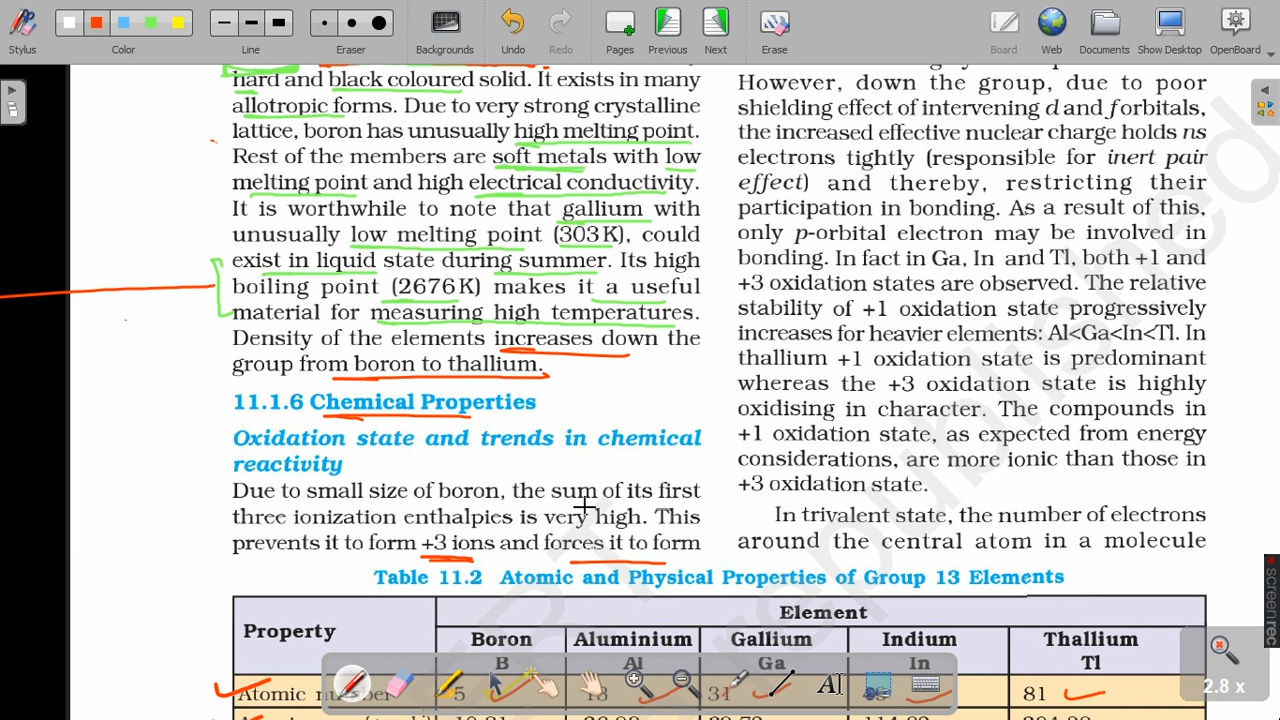 Stylus
Color
Line
Eraser
Backgrounds
Undo
Redo
Pages
Previous
Next
Erase
Board
Web
Documents
Show Desktop
OpenBoard
hard and black coloured solid. It exists in many
allotropic forms. Due to very strong crystalline
lattice, boron has unusually high melting point.
Rest of the members are soft metals with low
melting point and high electrical conductivity.
It is worthwhile to note that gallium with
unusually low melting point (303 K), could
exist in liquid state during summer. Its high
boiling point (2676 K) makes it a useful
material for measuring high temperatures.
Density of the elements increases down the
group from boron to thallium.
11.1.6 Chemical Properties
Oxidation state and trends in chemical
reactivity
Due to small size of boron, the sum of its first
three ionization enthalpies is very high. This
prevents it to form +3 ions and forces it to form
However, down the group, due to poor
shielding effect of intervening d and f orbitals,
the increased effective nuclear charge holds ns
electrons tightly (responsible for inert pair
effect) and thereby, restricting their
participation in bonding. As a result of this,
only p-orbital electron may be involved in
bonding. In fact in Ga, In and Tl, both +1 and
+3 oxidation states are observed. The relative
stability of +1 oxidation state progressively
increases for heavier elements: Al<Ga<In<Tl. In
thallium +1 oxidation state is predominant
whereas the +3 oxidation state is highly
oxidising in character. The compounds in
+1 oxidation state, as expected from energy
considerations, are more ionic than those in
+3 oxidation state.
In trivalent state, the number of electrons
around the central atom in a molecule
Table 11.2 Atomic and Physical Properties of Group 13 Elements
Property
Element
Boron Aluminium Gallium Indium Thallium
B Al Ga In Tl
Atomic number 5 13 31 81
2.8 x
screenrec
republished